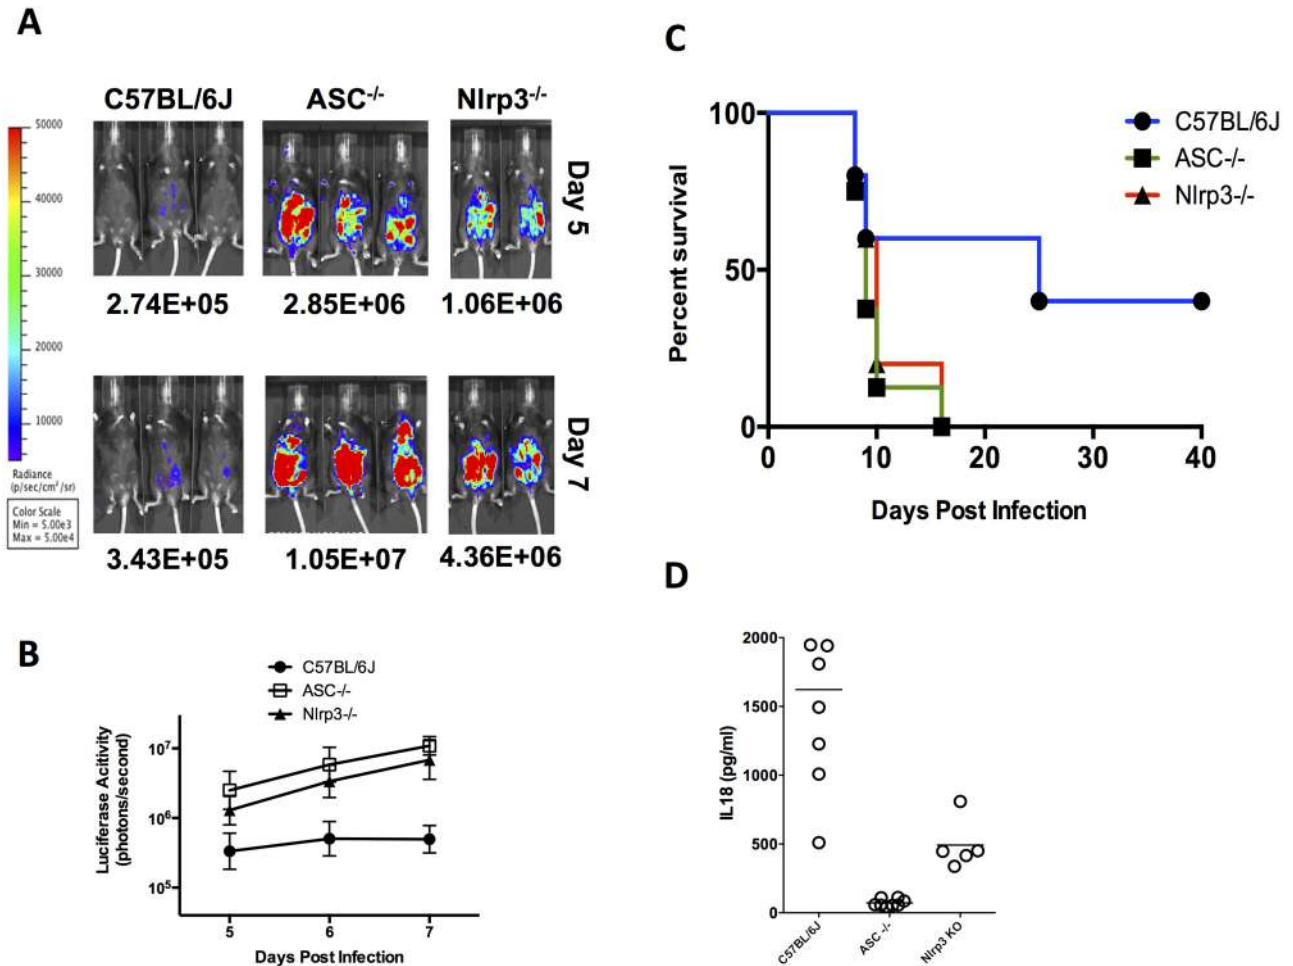 A
C57BL/6J
ASC-/-
Nlrp3-/-
50000
40000
30000
20000
10000
Radiance
(p/sec/cm²/sr)
Color Scale
Min = 5.00e3
Max = 5.00e4
Day 5
2.74E+05
2.85E+06
1.06E+06
Day 7
3.43E+05
1.05E+07
4.36E+06
B
C57BL/6J
ASC-/-
Nlrp3-/-
Luciferase Acitivity
(photons/second)
10⁷
10⁶
10⁵
5
6
7
Days Post Infection
C
C57BL/6J
ASC-/-
Nlrp3-/-
Percent survival
100
50
0
0
10
20
30
40
Days Post Infection
D
IL18 (pg/ml)
2000
1500
1000
500
0
C57BL/6J
ASC -/-
Nlrp3 KO